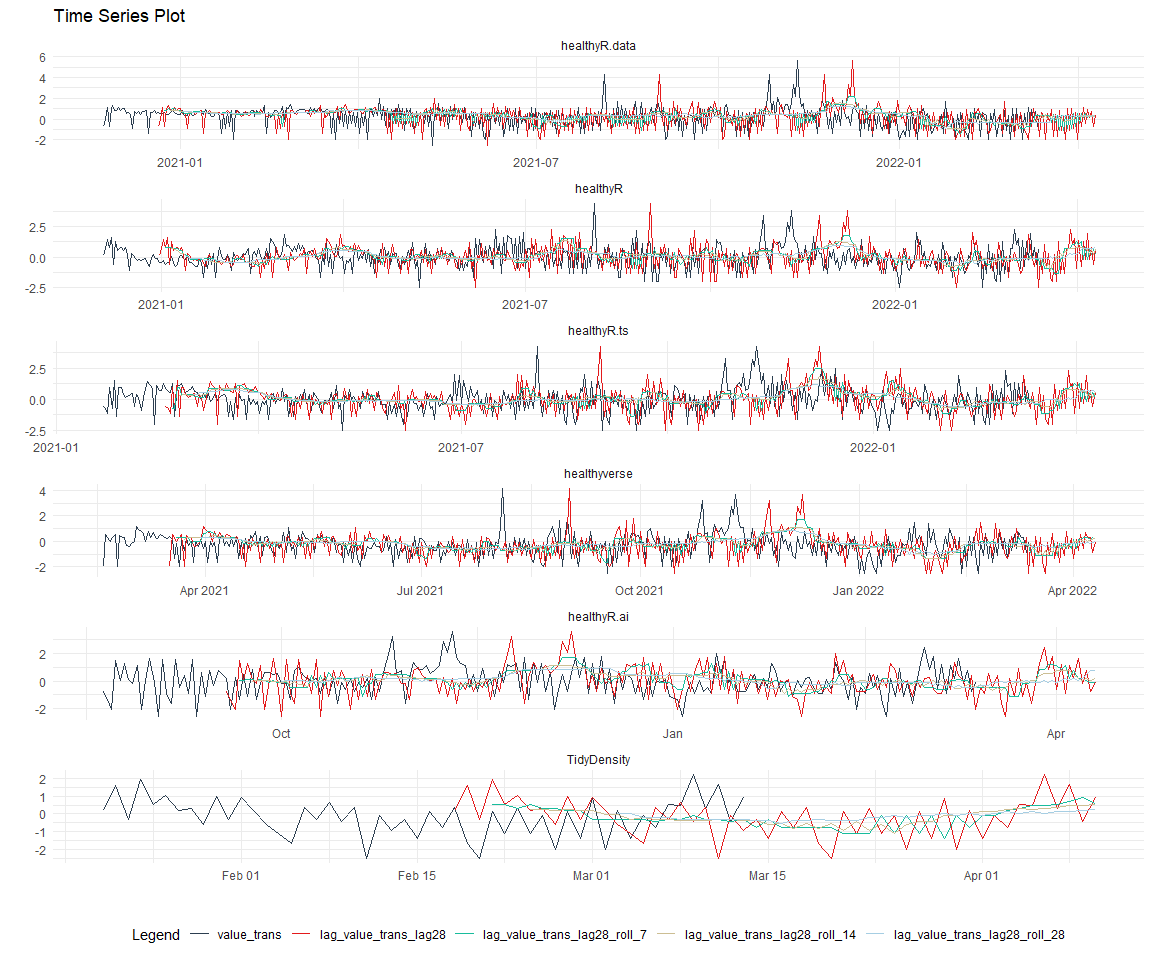 Time Series Plot
healthyR.data
6
4
2
0
-2
2021-01 2021-07 2022-01
healthyR
2.5
0.0
-2.5
2021-01 2021-07 2022-01
healthyR.ts
2.5
0.0
-2.5
2021-01 2021-07 2022-01
healthyverse
4
2
0
-2
Apr 2021 Jul 2021 Oct 2021 Jan 2022 Apr 2022
healthyR.ai
2
0
-2
Oct Jan Apr
TidyDensity
2
1
0
-1
-2
Feb 01 Feb 15 Mar 01 Mar 15 Apr 01
Legend value_trans lag_value_trans_lag28 lag_value_trans_lag28_roll_7 lag_value_trans_lag28_roll_14 lag_value_trans_lag28_roll_28